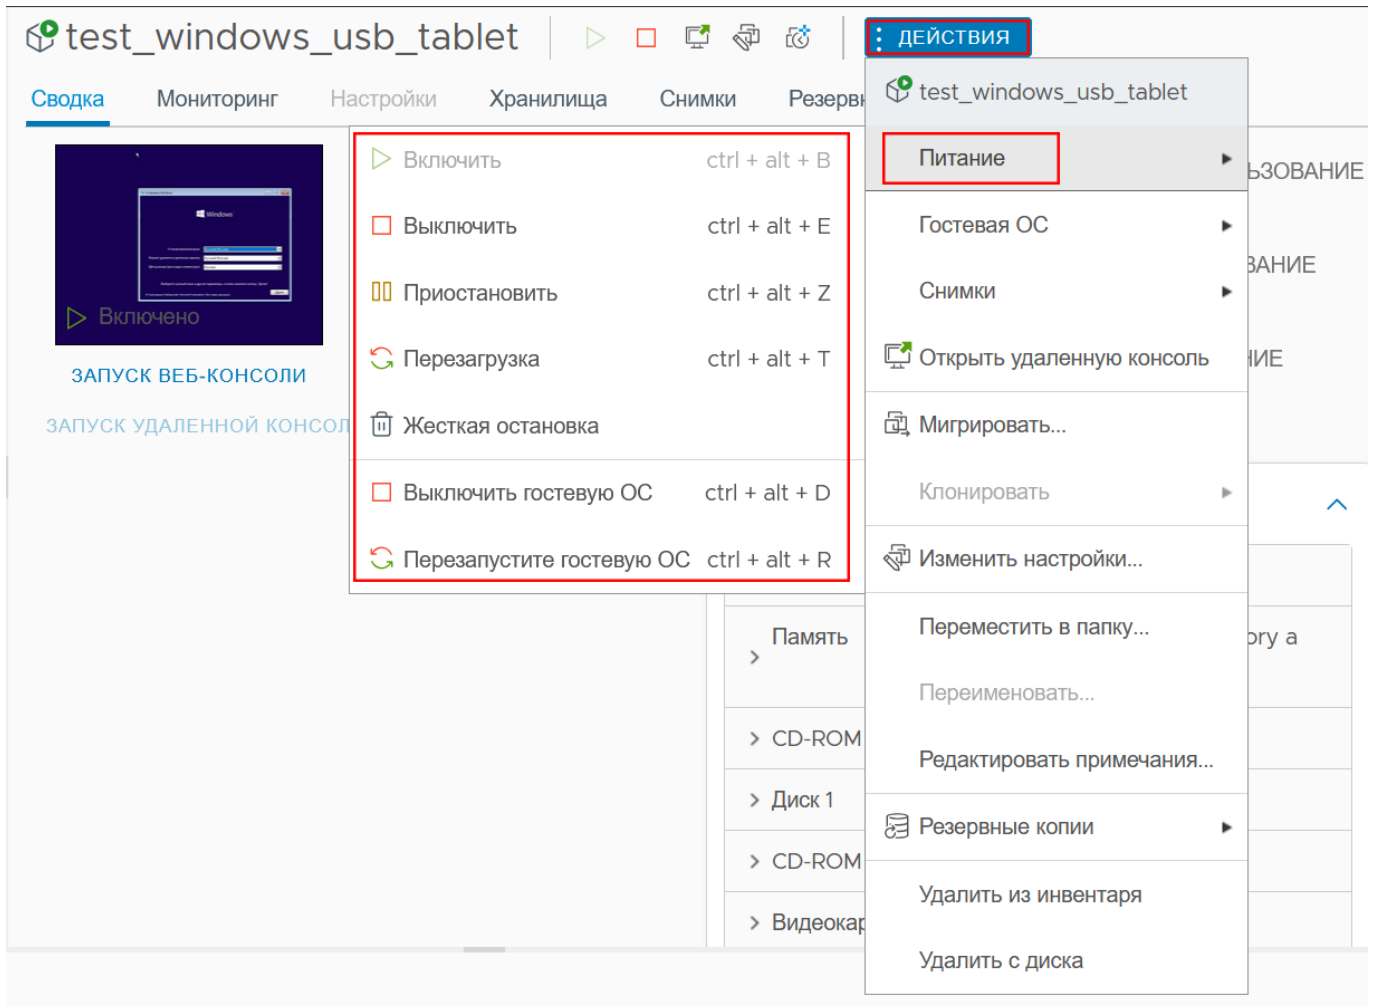 test_windows_usb_tablet
ДЕЙСТВИЯ
Сводка
Мониторинг
Настройки
Хранилища
Снимки
Резерв
Windows
Включено
ЗАПУСК ВЕБ-КОНСОЛИ
ЗАПУСК УДАЛЕННОЙ КОНСОЛ
Включить ctrl + alt + B
Выключить ctrl + alt + E
Приостановить ctrl + alt + Z
Перезагрузка ctrl + alt + T
Жесткая остановка
Выключить гостевую ОС ctrl + alt + D
Перезапустите гостевую ОС ctrl + alt + R
test_windows_usb_tablet
Питание
Гостевая ОС
Снимки
Открыть удаленную консоль
Мигрировать...
Клонировать
Изменить настройки...
Переместить в папку...
Переименовать...
Редактировать примечания...
Резервные копии
Удалить из инвентаря
Удалить с диска
ЬЗОВАНИЕ
ЗАНИЕ
ИЕ
Память
ory a
CD-ROM
Диск 1
CD-ROM
Видеокар